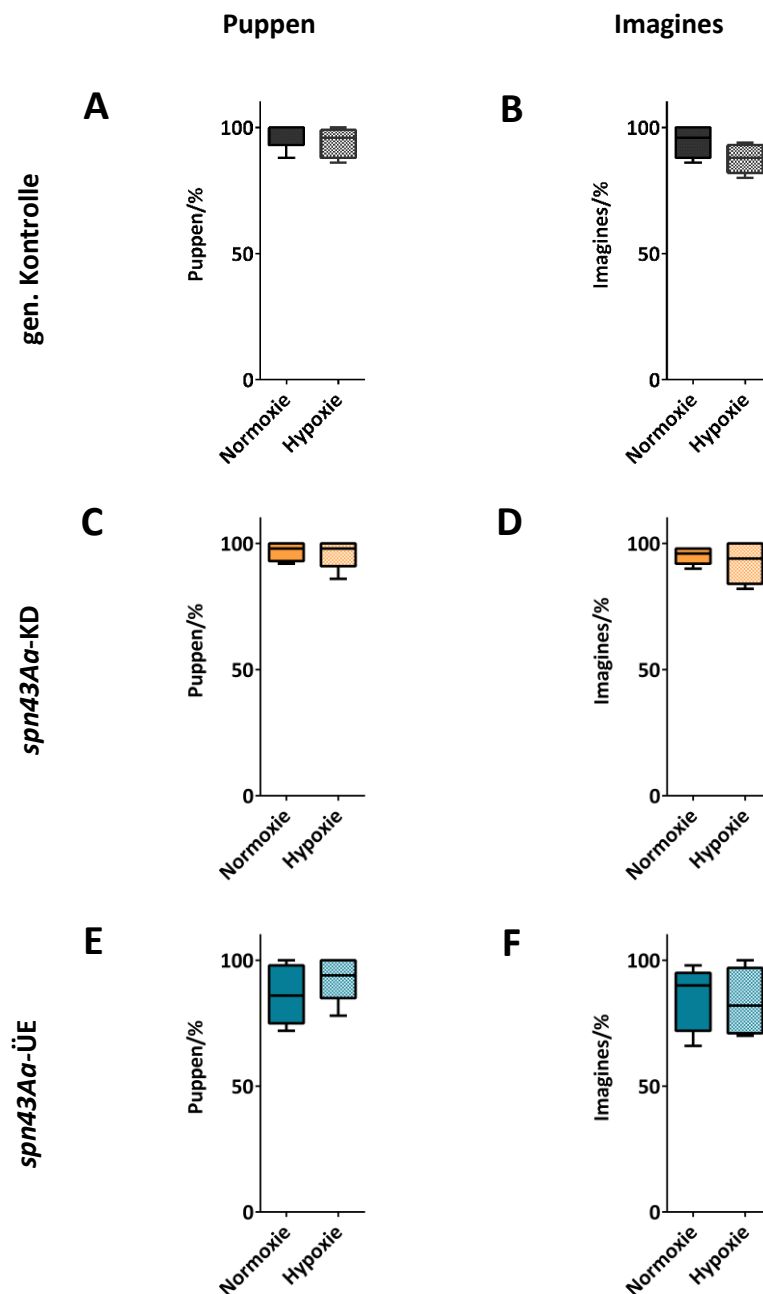 Puppen
Imagines
gen. Kontrolle
A
Puppen/%
100
50
0
Normoxie
Hypoxie
B
Imagines/%
100
50
0
Normoxie
Hypoxie
spn43Aa-KD
C
Puppen/%
100
50
0
Normoxie
Hypoxie
D
Imagines/%
100
50
0
Normoxie
Hypoxie
spn43Aa-ÜE
E
Puppen/%
100
50
0
Normoxie
Hypoxie
F
Imagines/%
100
50
0
Normoxie
Hypoxie